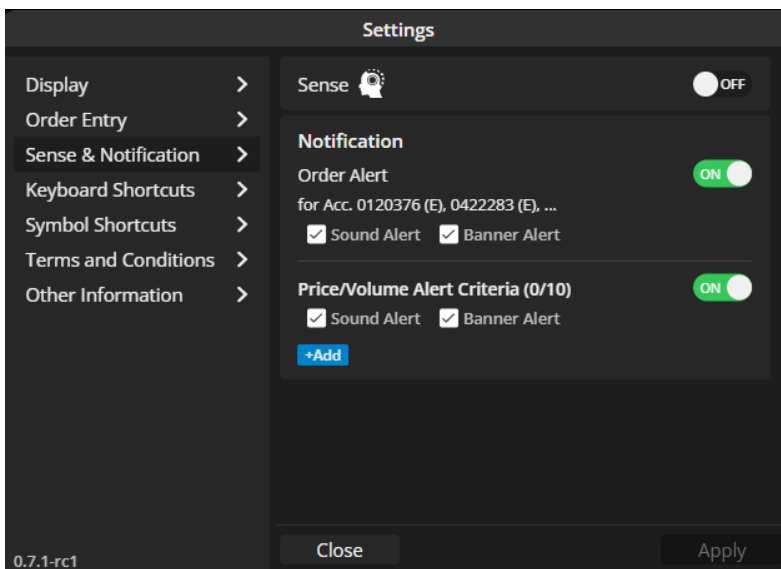 Settings
Display
Order Entry
Sense & Notification
Keyboard Shortcuts
Symbol Shortcuts
Terms and Conditions
Other Information
0.7.1-rc1
Sense
OFF
Notification
Order Alert
ON
for Acc. 0120376 (E), 0422283 (E), ...
Sound Alert Banner Alert
Price/Volume Alert Criteria (0/10)
ON
Sound Alert Banner Alert
+Add
Close
Apply